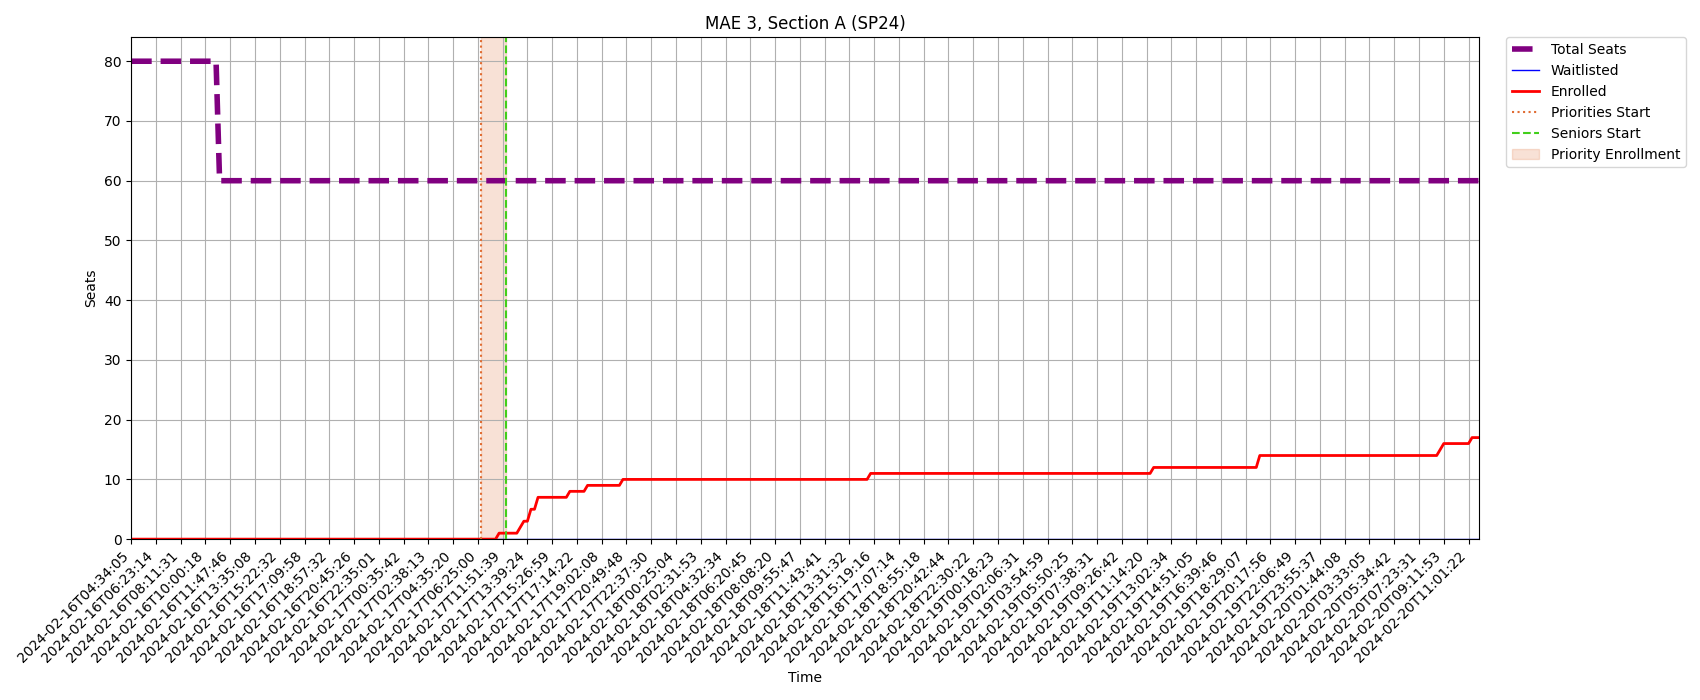 MAE 3, Section A (SP24)
Total Seats
Waitlisted
Enrolled
Priorities Start
Seniors Start
Priority Enrollment
Seats
80
70
60
50
40
30
20
10
0
2024-02-16T04:34:05
2024-02-16T06:23:14
2024-02-16T08:11:31
2024-02-16T10:00:18
2024-02-16T11:47:46
2024-02-16T13:35:08
2024-02-16T15:22:32
2024-02-16T17:09:58
2024-02-16T18:57:32
2024-02-16T20:45:26
2024-02-16T22:35:01
2024-02-17T00:35:42
2024-02-17T02:38:13
2024-02-17T04:35:20
2024-02-17T06:25:00
2024-02-17T11:51:39
2024-02-17T13:39:24
2024-02-17T15:26:59
2024-02-17T17:14:22
2024-02-17T19:02:08
2024-02-17T20:49:48
2024-02-17T22:37:30
2024-02-18T00:25:04
2024-02-18T02:31:53
2024-02-18T04:32:34
2024-02-18T06:20:45
2024-02-18T08:08:20
2024-02-18T09:55:47
2024-02-18T11:43:41
2024-02-18T13:31:32
2024-02-18T15:19:16
2024-02-18T17:07:14
2024-02-18T18:55:18
2024-02-18T20:42:44
2024-02-18T22:30:22
2024-02-19T00:18:23
2024-02-19T02:06:31
2024-02-19T03:54:59
2024-02-19T05:50:25
2024-02-19T07:38:31
2024-02-19T09:26:42
2024-02-19T11:14:20
2024-02-19T13:02:34
2024-02-19T14:51:05
2024-02-19T16:39:46
2024-02-19T18:29:07
2024-02-19T20:17:56
2024-02-19T22:06:49
2024-02-19T23:55:37
2024-02-20T01:44:08
2024-02-20T03:33:05
2024-02-20T05:34:42
2024-02-20T07:23:31
2024-02-20T09:11:53
2024-02-20T11:01:22
Time